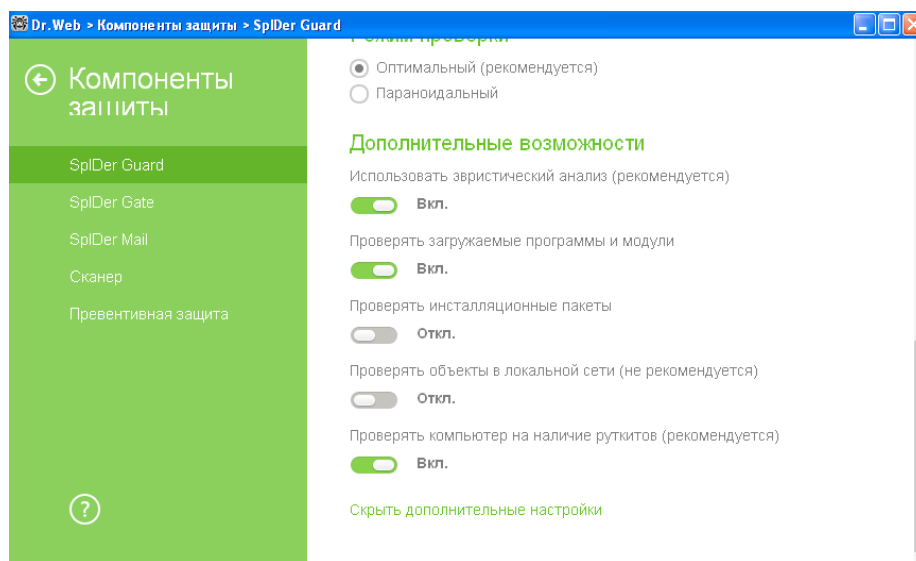 Dr.Web > Компоненты защиты > SpIDer Guard
Режим проверки
Компоненты
защиты
Оптимальный (рекомендуется)
Параноидальный
SpIDer Guard
SpIDer Gate
SpIDer Mail
Сканер
Превентивная защита
Дополнительные возможности
Использовать эвристический анализ (рекомендуется)
Вкл.
Проверять загружаемые программы и модули
Вкл.
Проверять инсталляционные пакеты
Откл.
Проверять объекты в локальной сети (не рекомендуется)
Откл.
Проверять компьютер на наличие руткитов (рекомендуется)
Вкл.
Скрыть дополнительные настройки
?